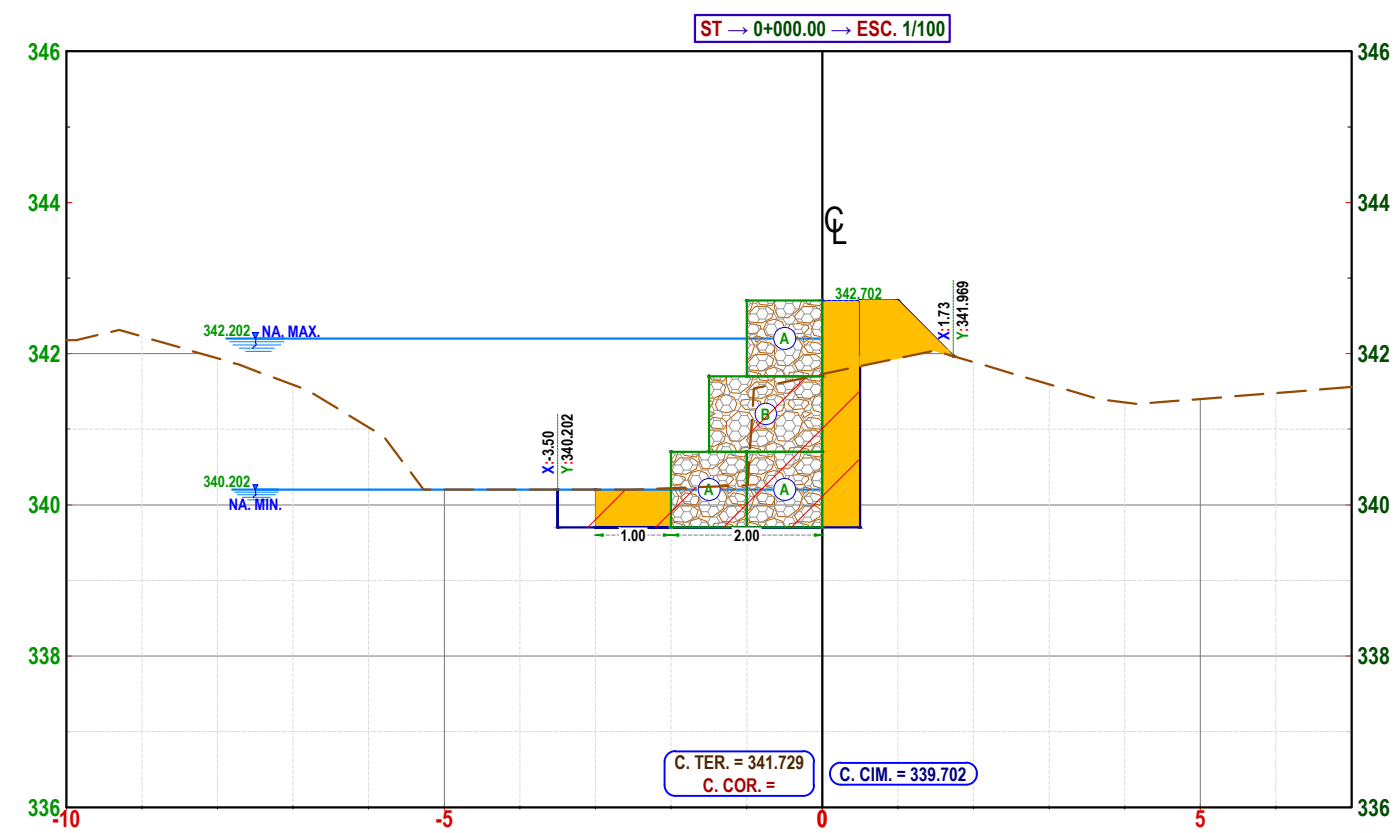 ST → 0+000.00 → ESC. 1/100
346
346
344
344
℄
342.702
X:1.73
Y:341.969
342.202
NA. MAX.
342
342
A
B
X:-3.50
Y:340.202
340.202
NA. MIN.
A
A
340
340
1.00
2.00
338
338
C. TER. = 341.729
C. COR. =
C. CIM. = 339.702
336
336
-10
-5
0
5